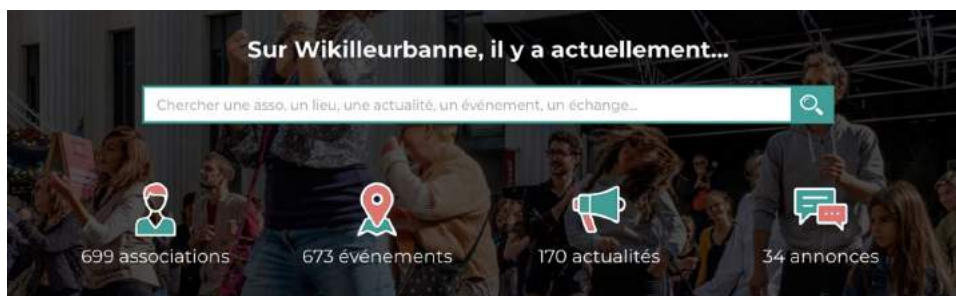 Sur Wikilleurbanne, il y a actuellement...
Chercher une asso, un lieu, une actualité, un événement, un échange...
699 associations
673 événements
170 actualités
34 annonces